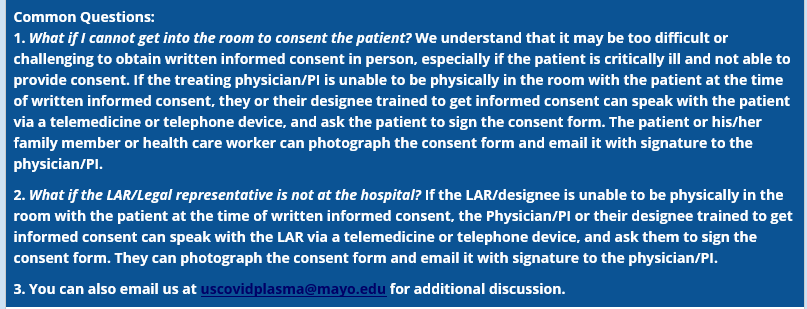 Common Questions:
1. What if I cannot get into the room to consent the patient? We understand that it may be too difficult or
challenging to obtain written informed consent in person, especially if the patient is critically ill and not able to
provide consent. If the treating physician/PI is unable to be physically in the room with the patient at the time
of written informed consent, they or their designee trained to get informed consent can speak with the patient
via a telemedicine or telephone device, and ask the patient to sign the consent form. The patient or his/her
family member or health care worker can photograph the consent form and email it with signature to the
physician/PI.
2. What if the LAR/Legal representative is not at the hospital? If the LAR/designee is unable to be physically in the
room with the patient at the time of written informed consent, the Physician/PI or their designee trained to get
informed consent can speak with the LAR via a telemedicine or telephone device, and ask them to sign the
consent form. They can photograph the consent form and email it with signature to the physician/PI.
3. You can also email us at uscovidplasma@mayo.edu for additional discussion.